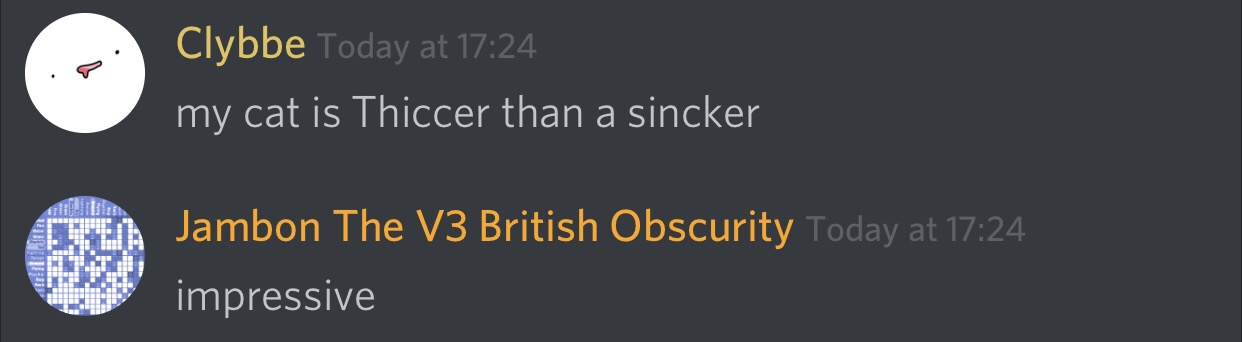 Clybbe Today at 17:24
my cat is Thiccer than a sincker
Jambon The V3 British Obscurity Today at 17:24
impressive